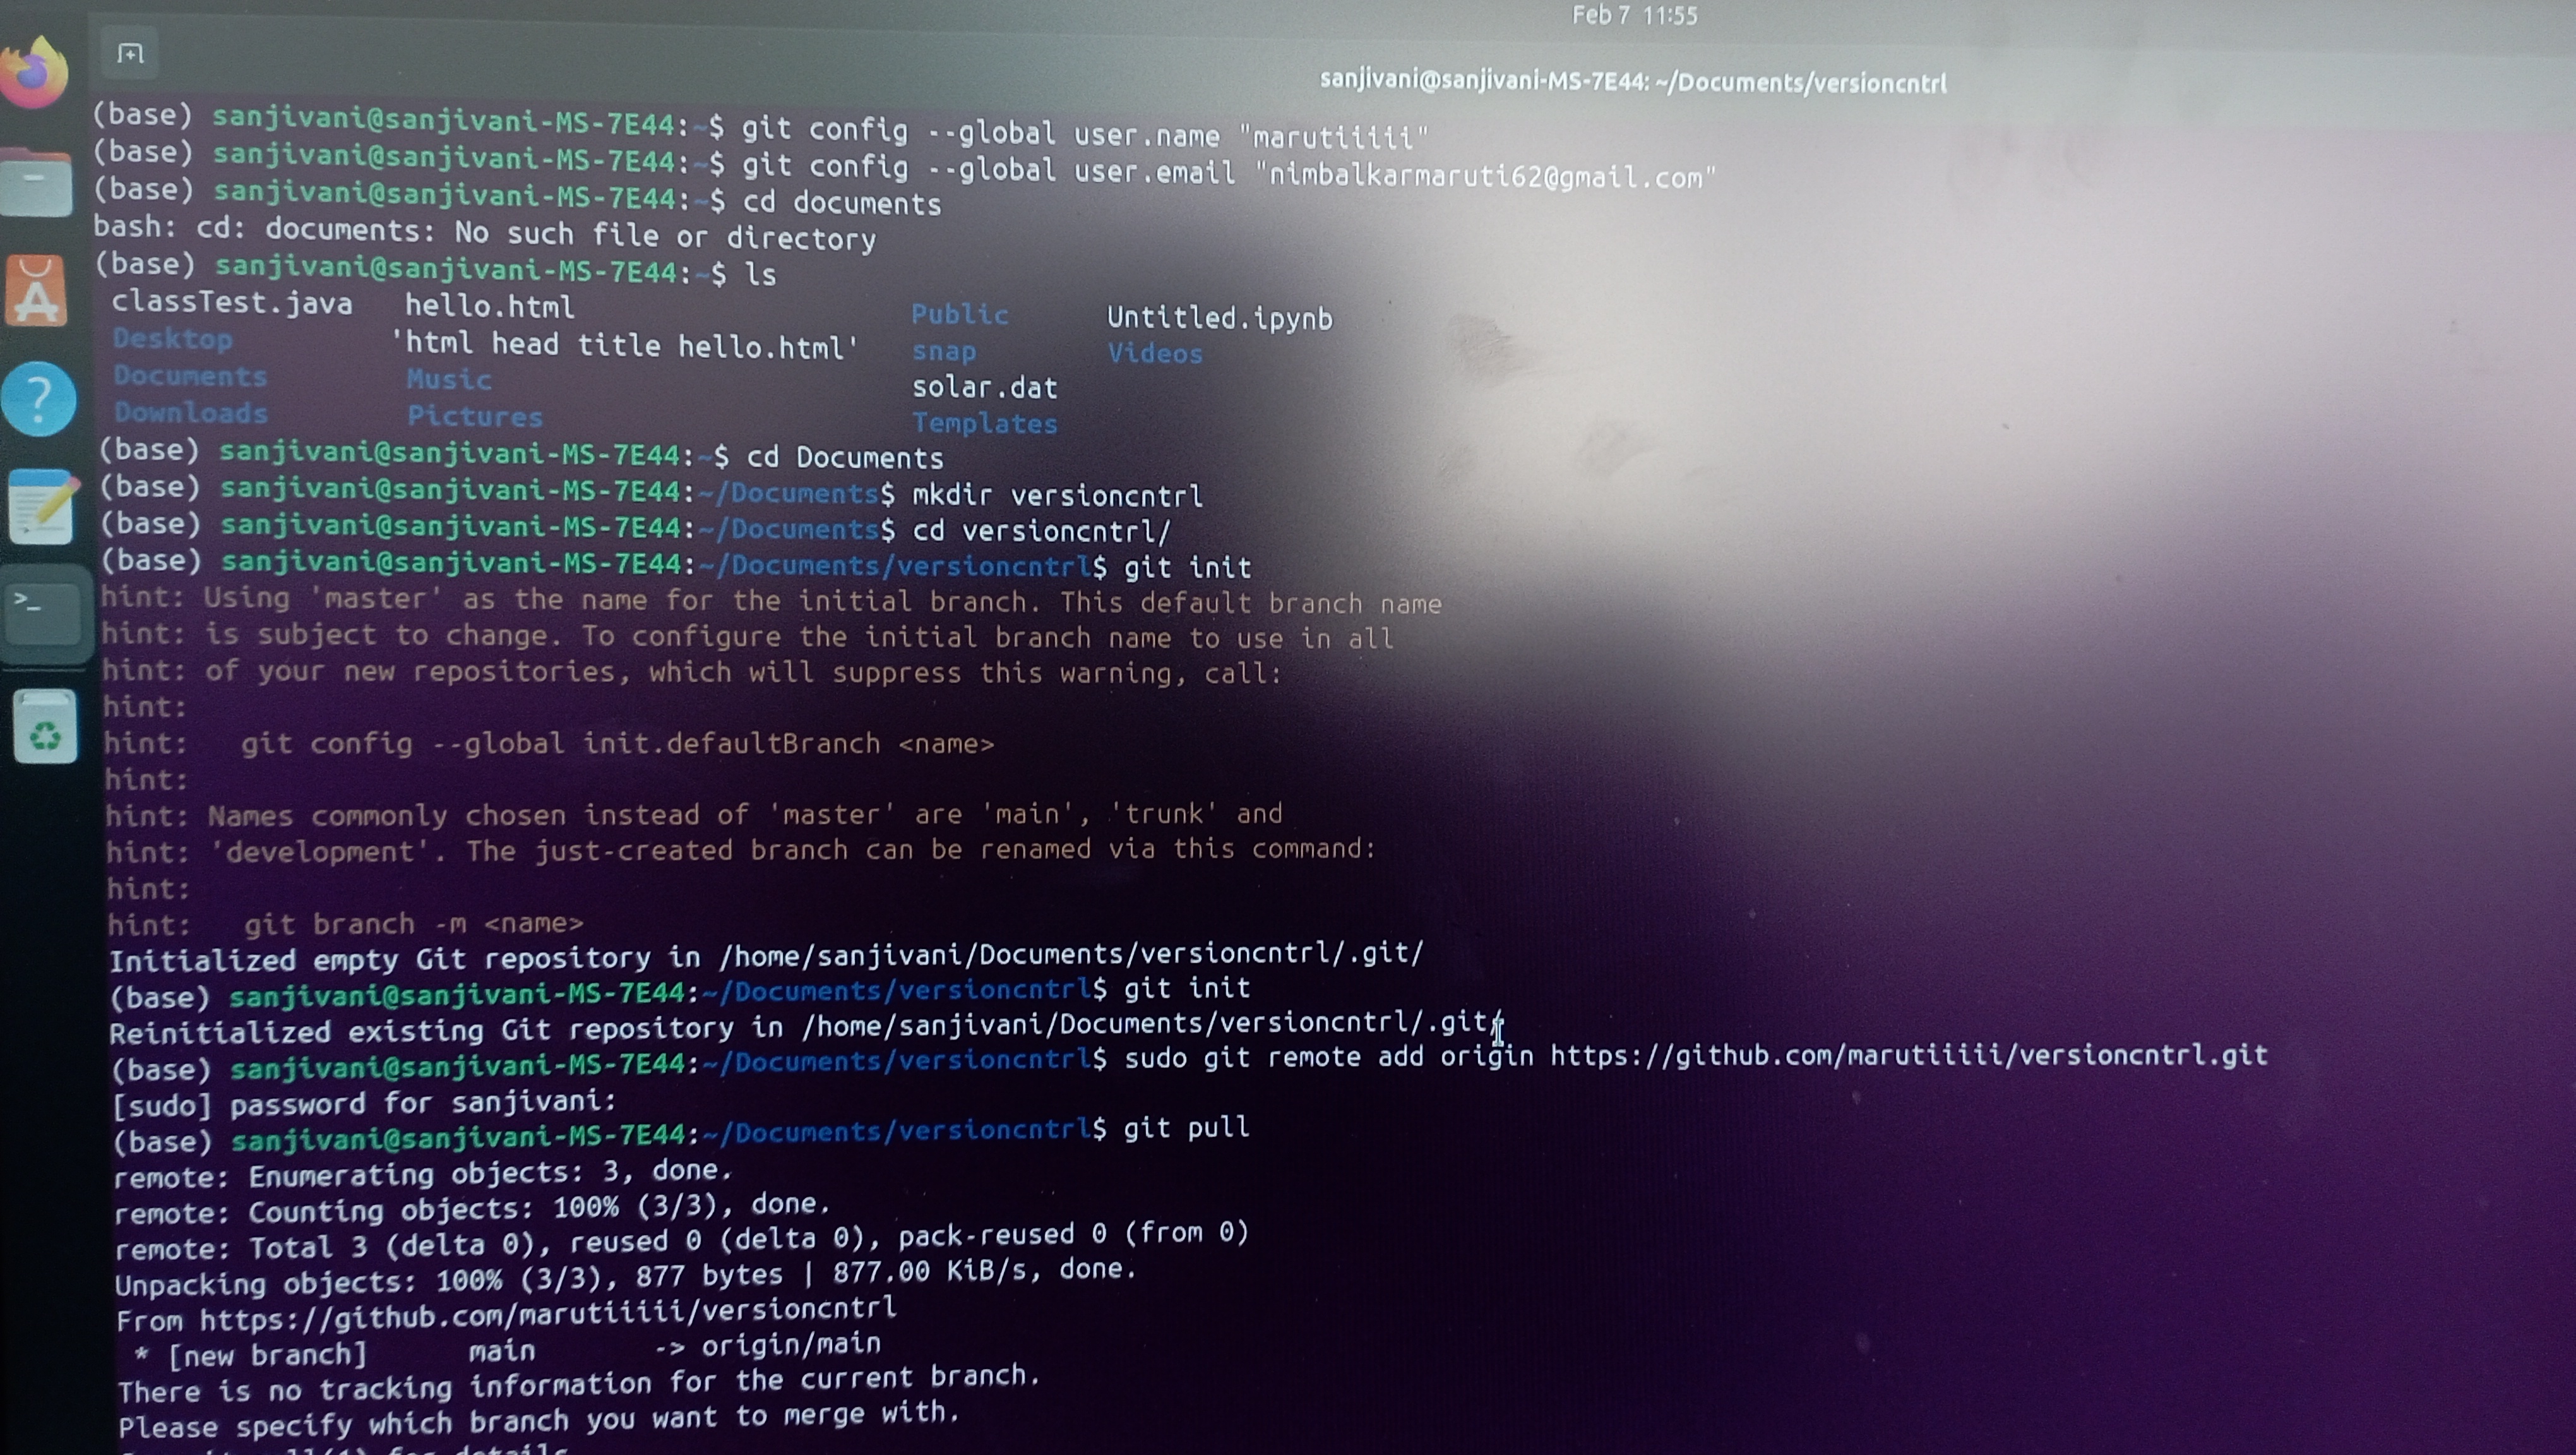 Feb 7 11:55
sanjivani@sanjivani-MS-7E44: ~/Documents/versioncntrl
(base) sanjivani@sanjivani-MS-7E44:~$ git config --global user.name "marutiiiii"
(base) sanjivani@sanjivani-MS-7E44:~$ git config --global user.email "nimbalkarmaruti62@gmail.com"
(base) sanjivani@sanjivani-MS-7E44:~$ cd documents
bash: cd: documents: No such file or directory
(base) sanjivani@sanjivani-MS-7E44:~$ ls
classTest.java hello.html Public Untitled.ipynb
Desktop 'html head title hello.html' snap Videos
Documents Music solar.dat
Downloads Pictures Templates
(base) sanjivani@sanjivani-MS-7E44:~$ cd Documents
(base) sanjivani@sanjivani-MS-7E44:~/Documents$ mkdir versioncntrl
(base) sanjivani@sanjivani-MS-7E44:~/Documents$ cd versioncntrl/
(base) sanjivani@sanjivani-MS-7E44:~/Documents/versioncntrl$ git init
hint: Using 'master' as the name for the initial branch. This default branch name
hint: is subject to change. To configure the initial branch name to use in all
hint: of your new repositories, which will suppress this warning, call:
hint:
hint: git config --global init.defaultBranch <name>
hint:
hint: Names commonly chosen instead of 'master' are 'main', 'trunk' and
hint: 'development'. The just-created branch can be renamed via this command:
hint:
hint: git branch -m <name>
Initialized empty Git repository in /home/sanjivani/Documents/versioncntrl/.git/
(base) sanjivani@sanjivani-MS-7E44:~/Documents/versioncntrl$ git init
Reinitialized existing Git repository in /home/sanjivani/Documents/versioncntrl/.git/
(base) sanjivani@sanjivani-MS-7E44:~/Documents/versioncntrl$ sudo git remote add origin https://github.com/marutiiiii/versioncntrl.git
[sudo] password for sanjivani:
(base) sanjivani@sanjivani-MS-7E44:~/Documents/versioncntrl$ git pull
remote: Enumerating objects: 3, done.
remote: Counting objects: 100% (3/3), done.
remote: Total 3 (delta 0), reused 0 (delta 0), pack-reused 0 (from 0)
Unpacking objects: 100% (3/3), 877 bytes | 877.00 KiB/s, done.
From https://github.com/marutiiiii/versioncntrl
* [new branch] main -> origin/main
There is no tracking information for the current branch.
Please specify which branch you want to merge with.
for details